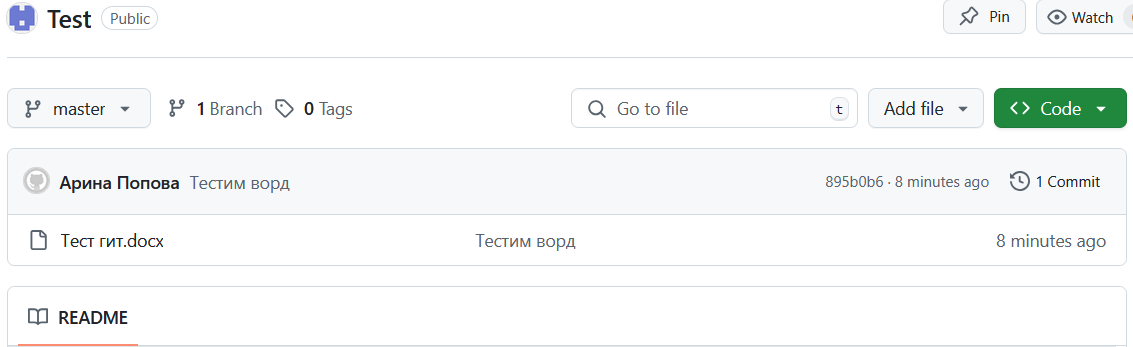 Test Public Pin Watch
master 1 Branch 0 Tags Go to file t Add file Code
Арина Попова Тестим ворд 895b0b6 · 8 minutes ago 1 Commit
Тест гит.docx Тестим ворд 8 minutes ago
README